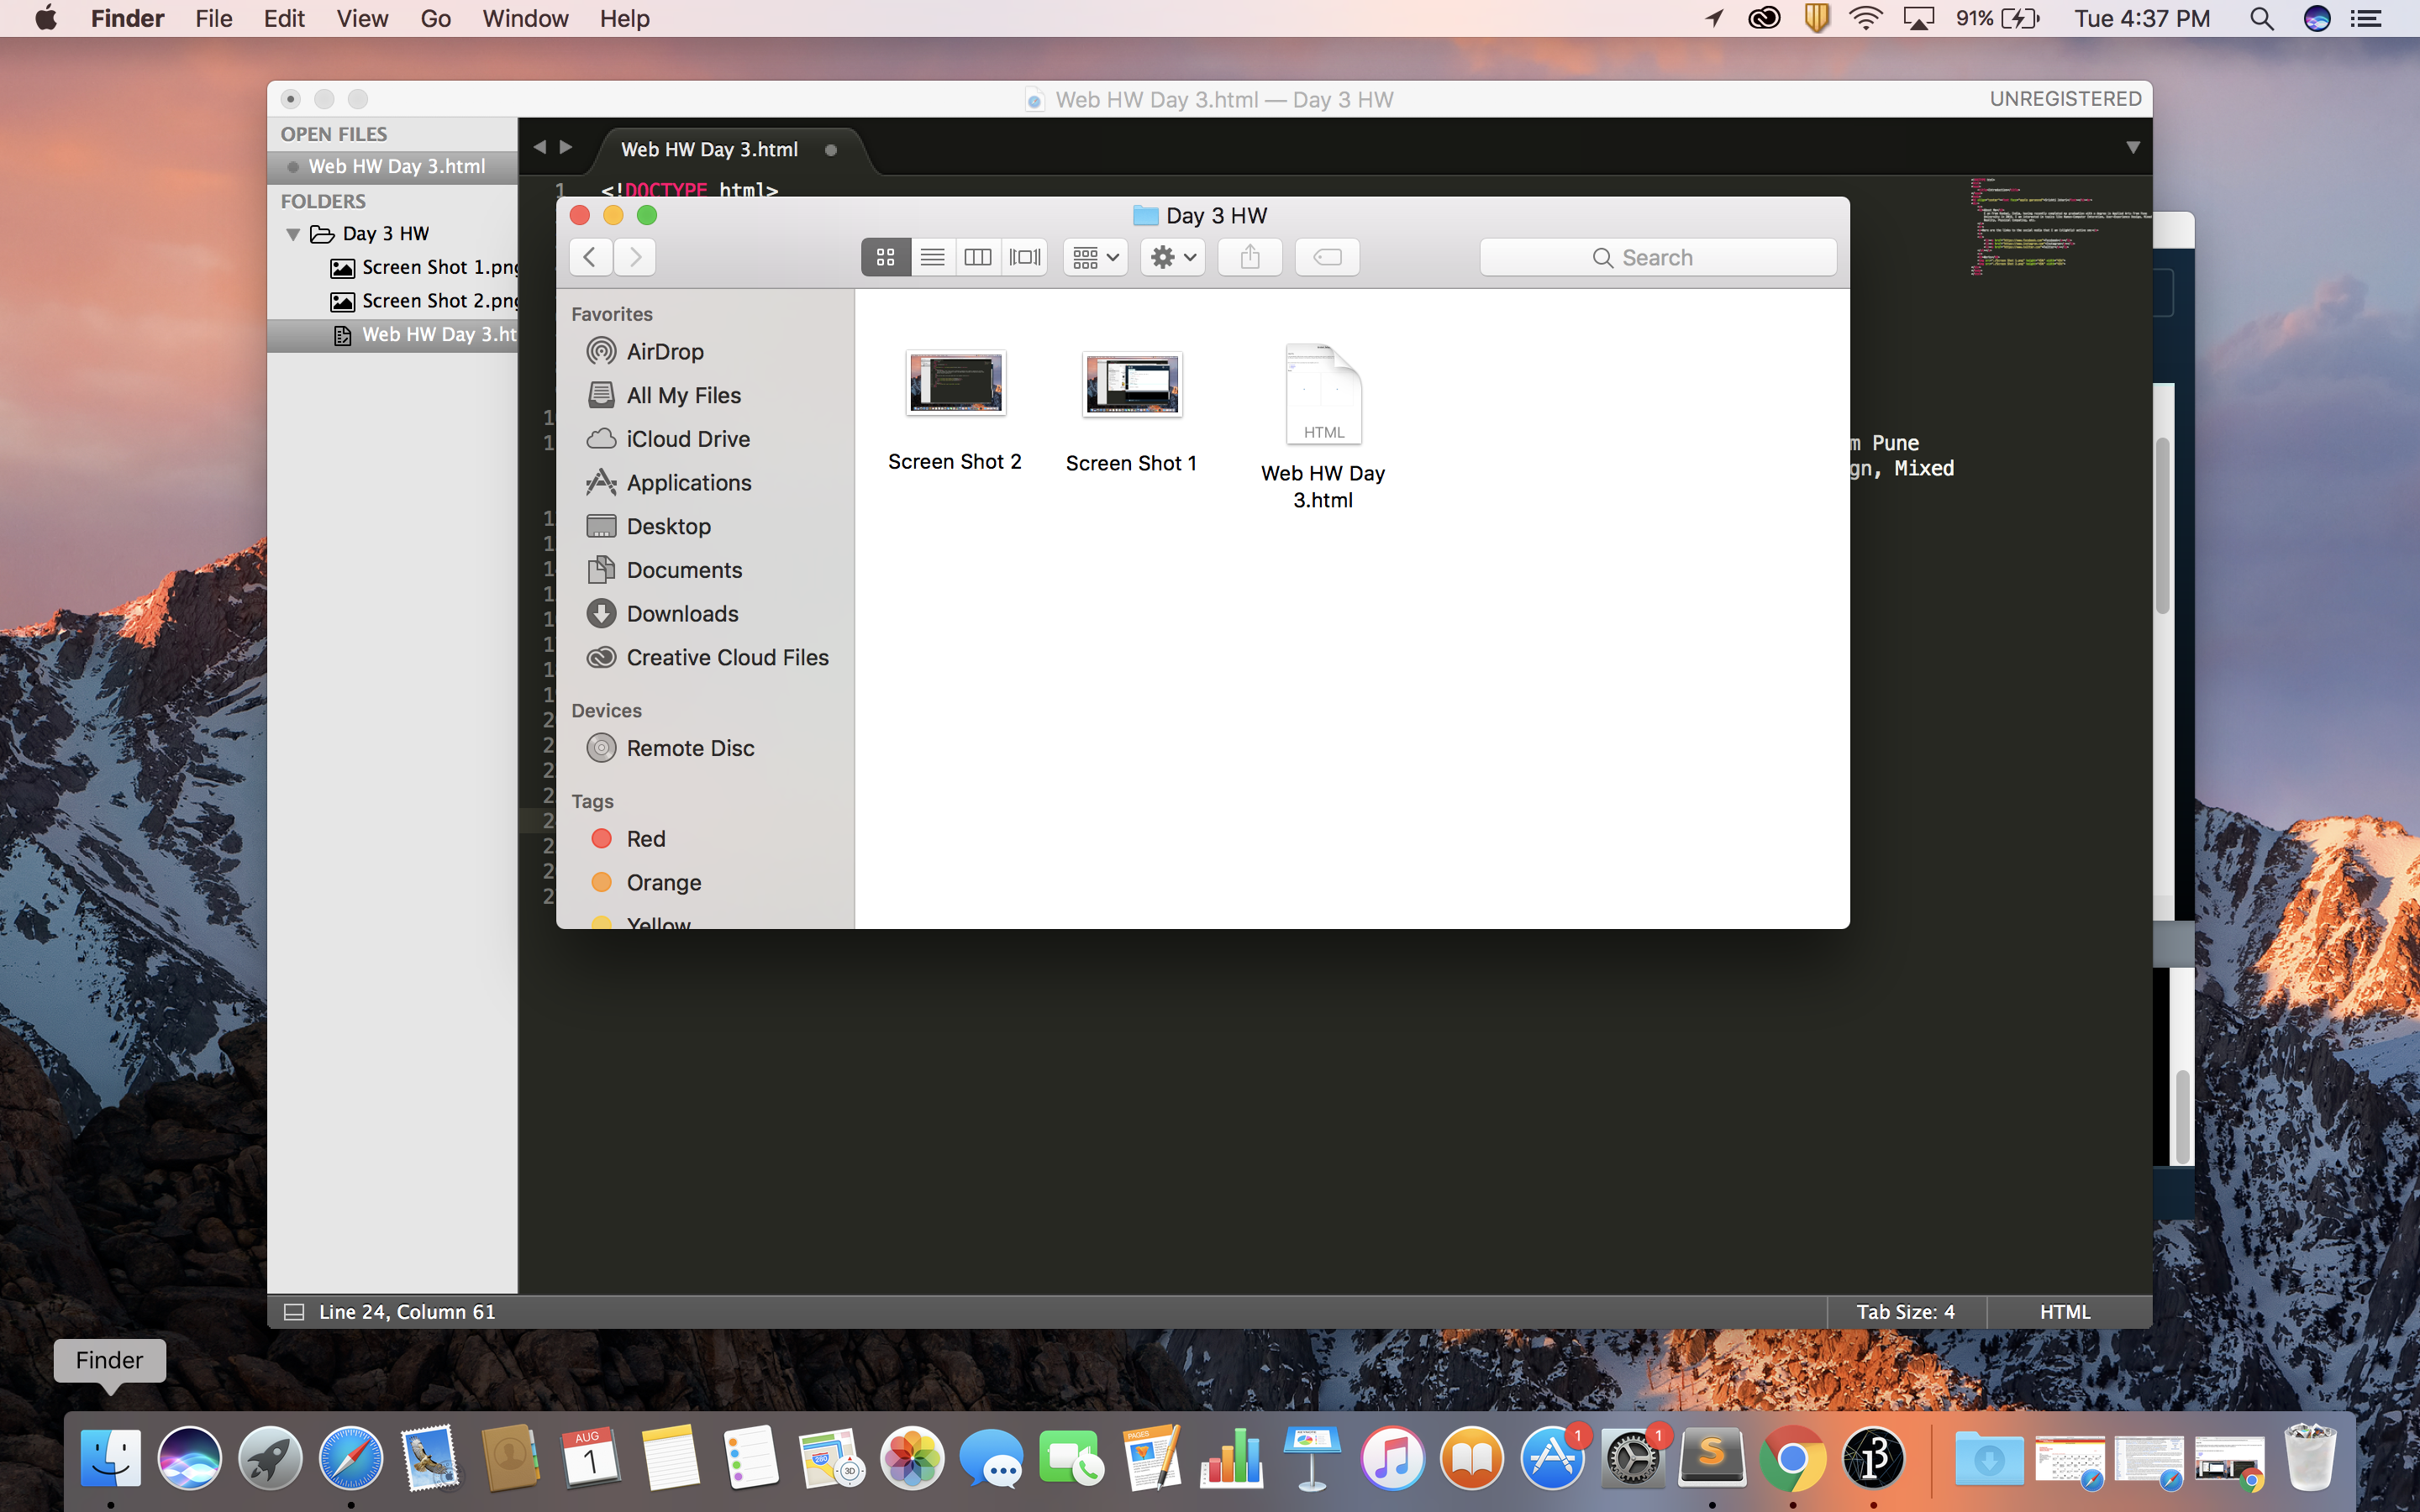 Finder File Edit View Go Window Help 91% Tue 4:37 PM
Web HW Day 3.html — Day 3 HW UNREGISTERED
OPEN FILES
Web HW Day 3.html
FOLDERS
Day 3 HW
Screen Shot 1.png
Screen Shot 2.png
Web HW Day 3.ht
Web HW Day 3.html
1 <!DOCTYPE html>
m Pune
gn, Mixed
Day 3 HW
Search
Favorites
AirDrop
All My Files
iCloud Drive
Applications
Desktop
Documents
Downloads
Creative Cloud Files
Devices
Remote Disc
Tags
Red
Orange
Yellow
Screen Shot 2
Screen Shot 1
HTML
Web HW Day
3.html
Line 24, Column 61 Tab Size: 4 HTML
Finder
AUG
1
280
3D
PAGES
1
1
S